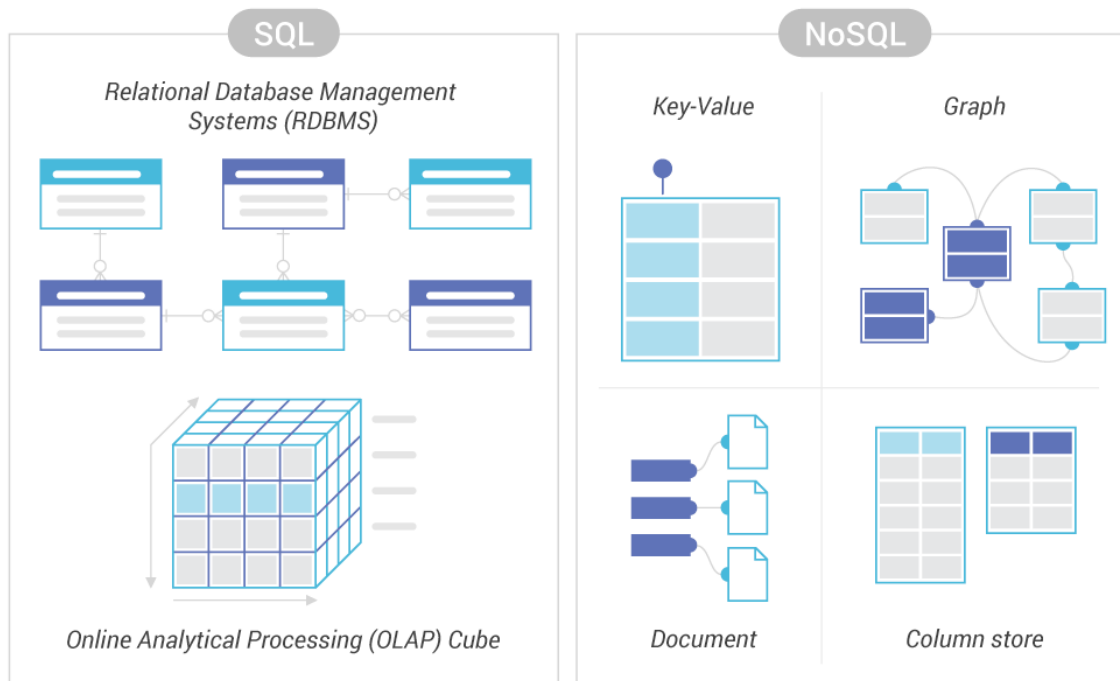 SQL
Relational Database Management
Systems (RDBMS)
Online Analytical Processing (OLAP) Cube
NoSQL
Key-Value
Graph
Document
Column store